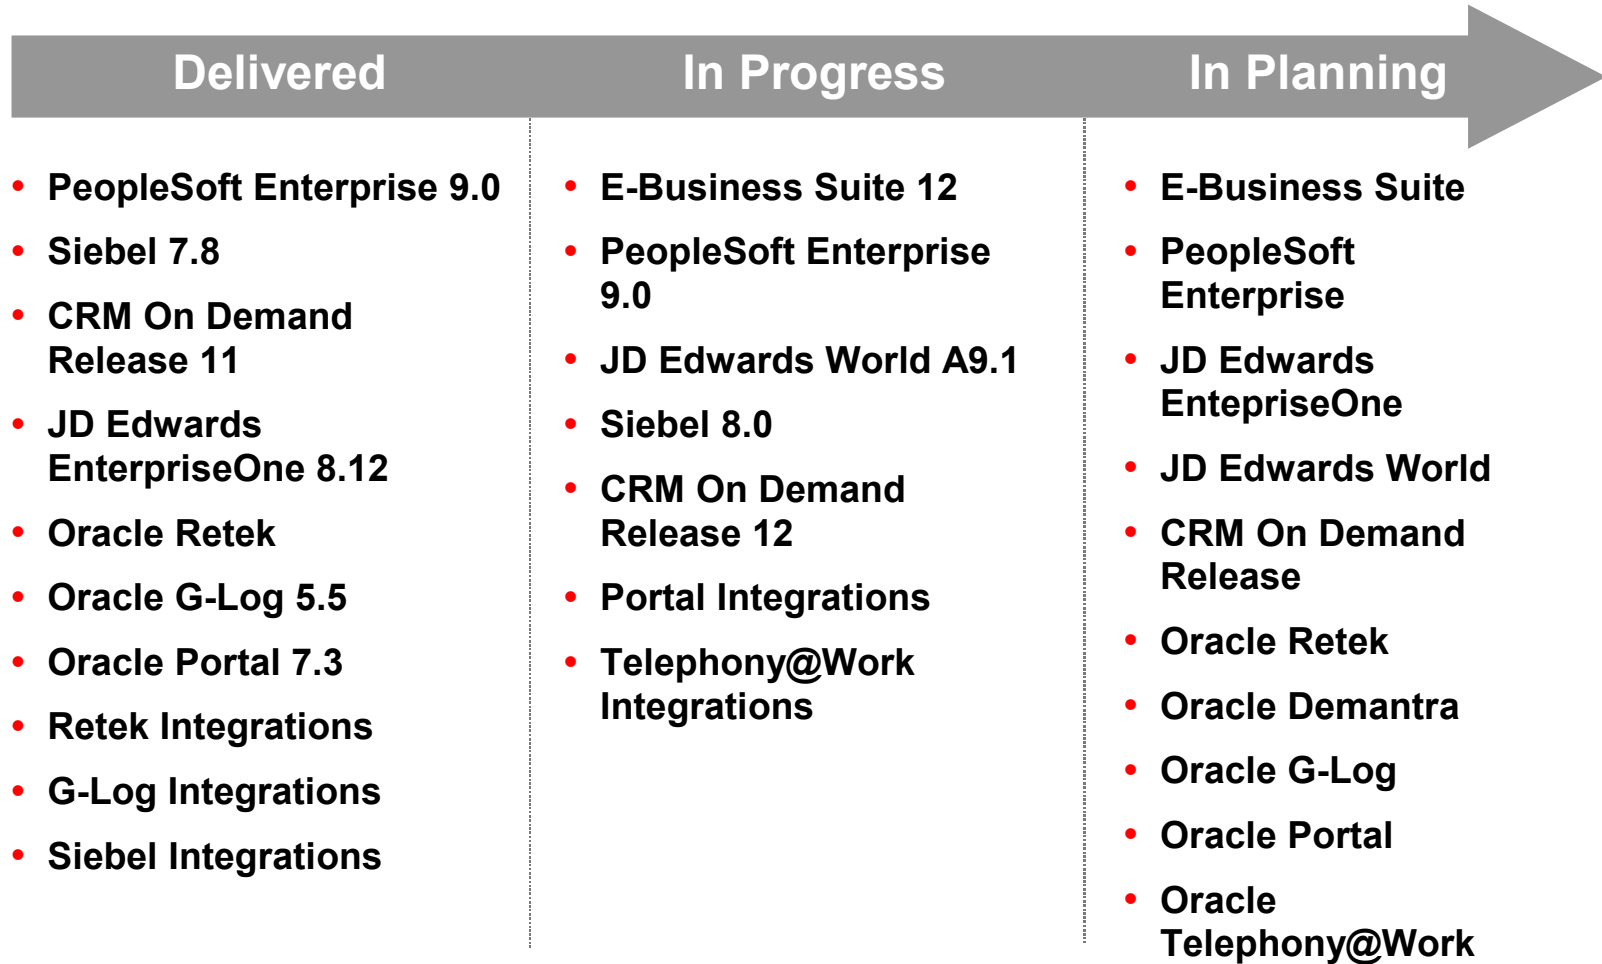 Delivered
In Progress
In Planning
• PeopleSoft Enterprise 9.0
• Siebel 7.8
• CRM On Demand
Release 11
• JD Edwards
EnterpriseOne 8.12
• Oracle Retek
• Oracle G-Log 5.5
• Oracle Portal 7.3
• Retek Integrations
• G-Log Integrations
• Siebel Integrations
• E-Business Suite 12
• PeopleSoft Enterprise
9.0
• JD Edwards World A9.1
• Siebel 8.0
• CRM On Demand
Release 12
• Portal Integrations
• Telephony@Work
Integrations
• E-Business Suite
• PeopleSoft
Enterprise
• JD Edwards
EntepriseOne
• JD Edwards World
• CRM On Demand
Release
• Oracle Retek
• Oracle Demantra
• Oracle G-Log
• Oracle Portal
• Oracle
Telephony@Work